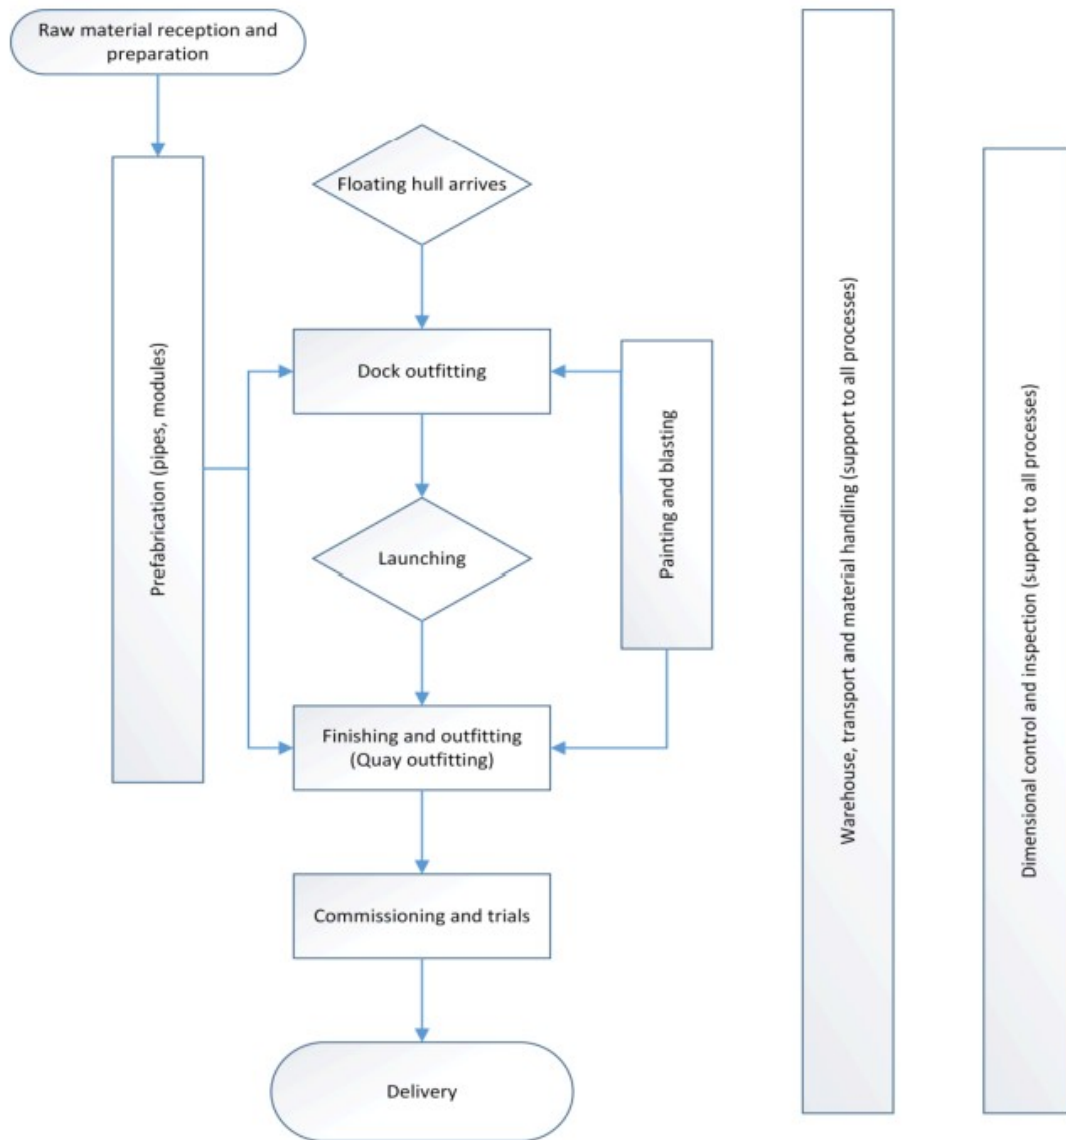 Raw material reception and
preparation
Floating hull arrives
Prefabrication (pipes, modules)
Dock outfitting
Painting and blasting
Launching
Finishing and outfitting
(Quay outfitting)
Commissioning and trials
Delivery
Warehouse, transport and material handling (support to all processes)
Dimensional control and inspection (support to all processes)